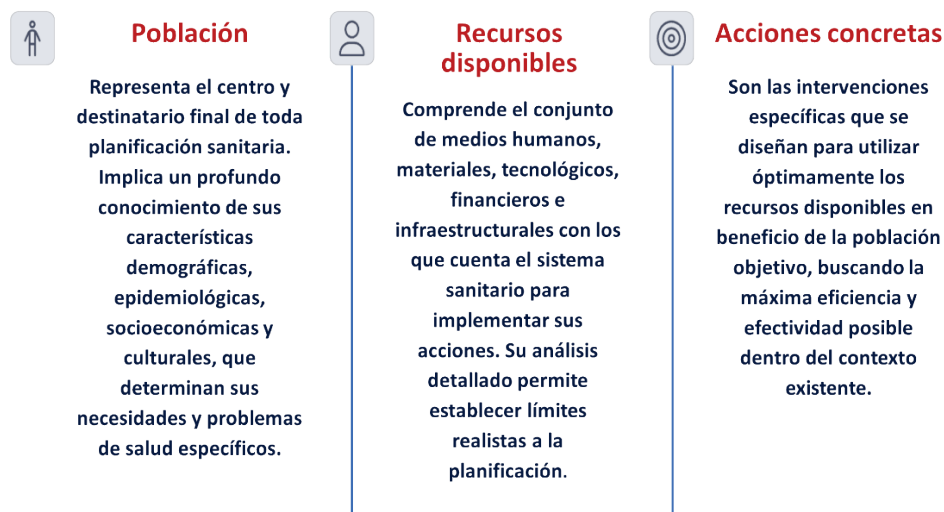 Población
Representa el centro y
destinatario final de toda
planificación sanitaria.
Implica un profundo
conocimiento de sus
características
demográficas,
epidemiológicas,
socioeconómicas y
culturales, que
determinan sus
necesidades y problemas
de salud específicos.
Recursos
disponibles
Comprende el conjunto
de medios humanos,
materiales, tecnológicos,
financieros e
infraestructurales con los
que cuenta el sistema
sanitario para
implementar sus
acciones. Su análisis
detallado permite
establecer límites
realistas a la
planificación.
Acciones concretas
Son las intervenciones
específicas que se
diseñan para utilizar
óptimamente los
recursos disponibles en
beneficio de la población
objetivo, buscando la
máxima eficiencia y
efectividad posible
dentro del contexto
existente.